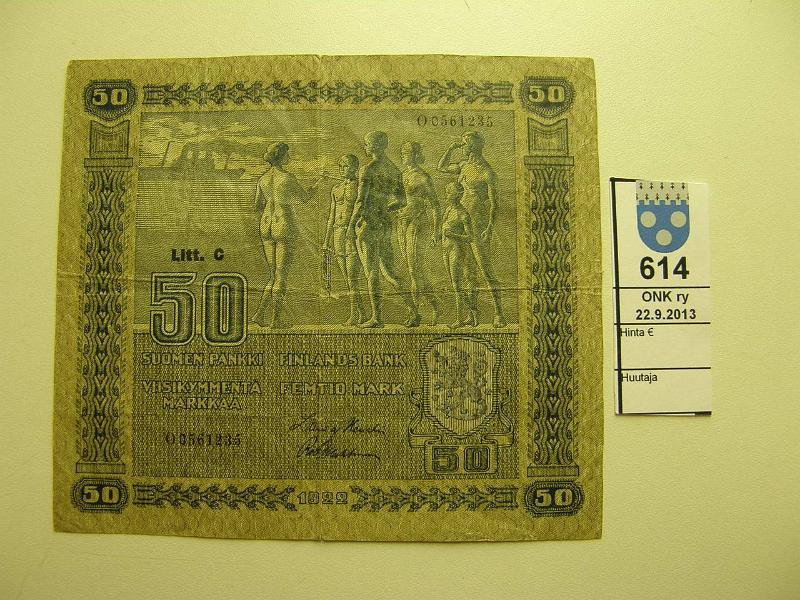 50
50
O0561235
Litt. C
50
SUOMEN PANKKI
FINLANDS BANK
VIISIKYMMENTÄ
MARKKAA
FEMTIO MARK
O0561235
50
50
1922
50
614
ONK ry
22.9.2013
Hinta €
Huutaja